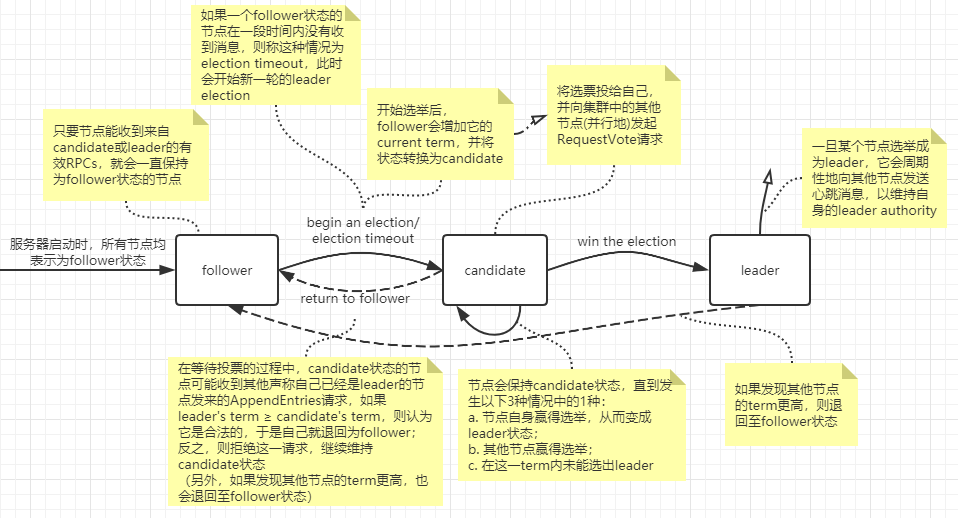 如果一个follower状态的
节点在一段时间内没有收
到消息，则称这种情况为
election timeout，此时
会开始新一轮的leader
election
开始选举后，
follower会增加它的
current term，并将
状态转换为candidate
将选票投给自己，
并向集群中的其他
节点(并行地)发起
RequestVote请求
只要节点能收到来自
candidate或leader的有
效RPCs，就会一直保持
为follower状态的节点
一旦某个节点选举成
为leader，它会周期
性地向其他节点发送
心跳消息，以维持自
身的leader authority
服务器启动时，所有节点均
表示为follower状态
follower
begin an election/
election timeout
candidate
win the election
leader
return to follower
在等待投票的过程中，candidate状态的节
点可能收到其他声称自己已经是leader的节
点发来的AppendEntries请求，如果
leader's term ≥ candidate's term，则认为
它是合法的，于是自己就退回为follower；
反之，则拒绝这一请求，继续维持
candidate状态
（另外，如果发现其他节点的term更高，也
会退回至follower状态）
节点会保持candidate状态，直到发
生以下3种情况中的1种：
a. 节点自身赢得选举，从而变成
leader状态；
b. 其他节点赢得选举；
c. 在这一term内未能选出leader
如果发现其他节点
的term更高，则退
回至follower状态